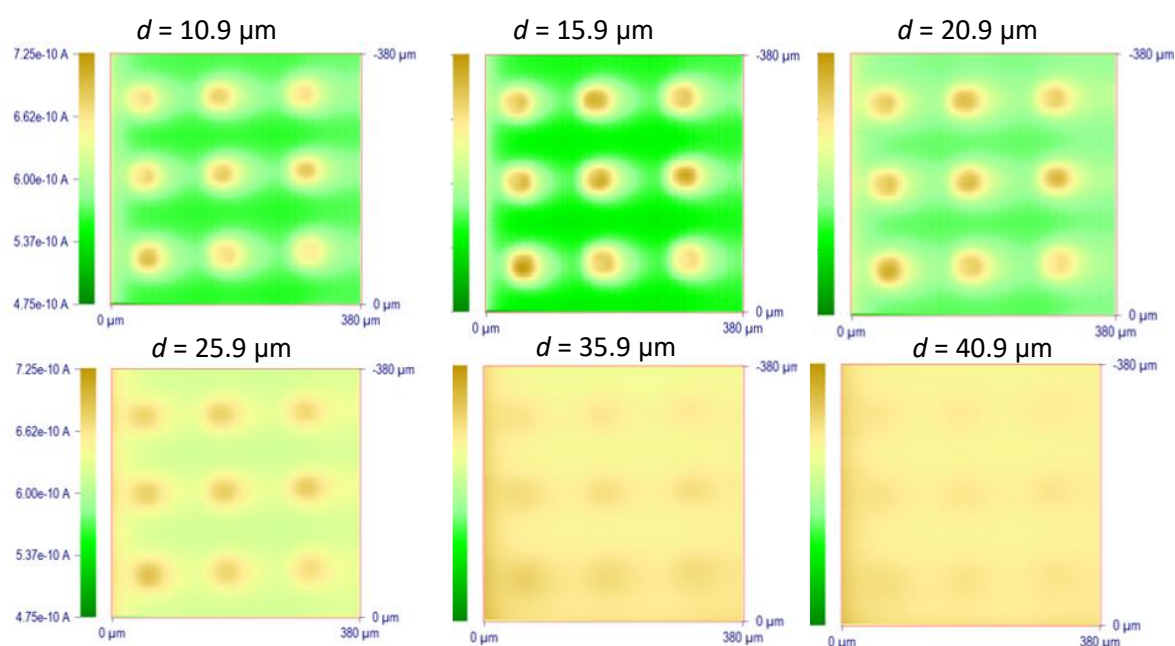 d = 10.9 µm
d = 15.9 µm
d = 20.9 µm
7.25e-10 A
6.62e-10 A
6.00e-10 A
5.37e-10 A
4.75e-10 A
-380 µm
0 µm
0 µm
380 µm
-380 µm
0 µm
0 µm
380 µm
-380 µm
0 µm
0 µm
380 µm
d = 25.9 µm
d = 35.9 µm
d = 40.9 µm
7.25e-10 A
6.62e-10 A
6.00e-10 A
5.37e-10 A
4.75e-10 A
-380 µm
0 µm
0 µm
380 µm
-380 µm
0 µm
0 µm
380 µm
-380 µm
0 µm
0 µm
380 µm